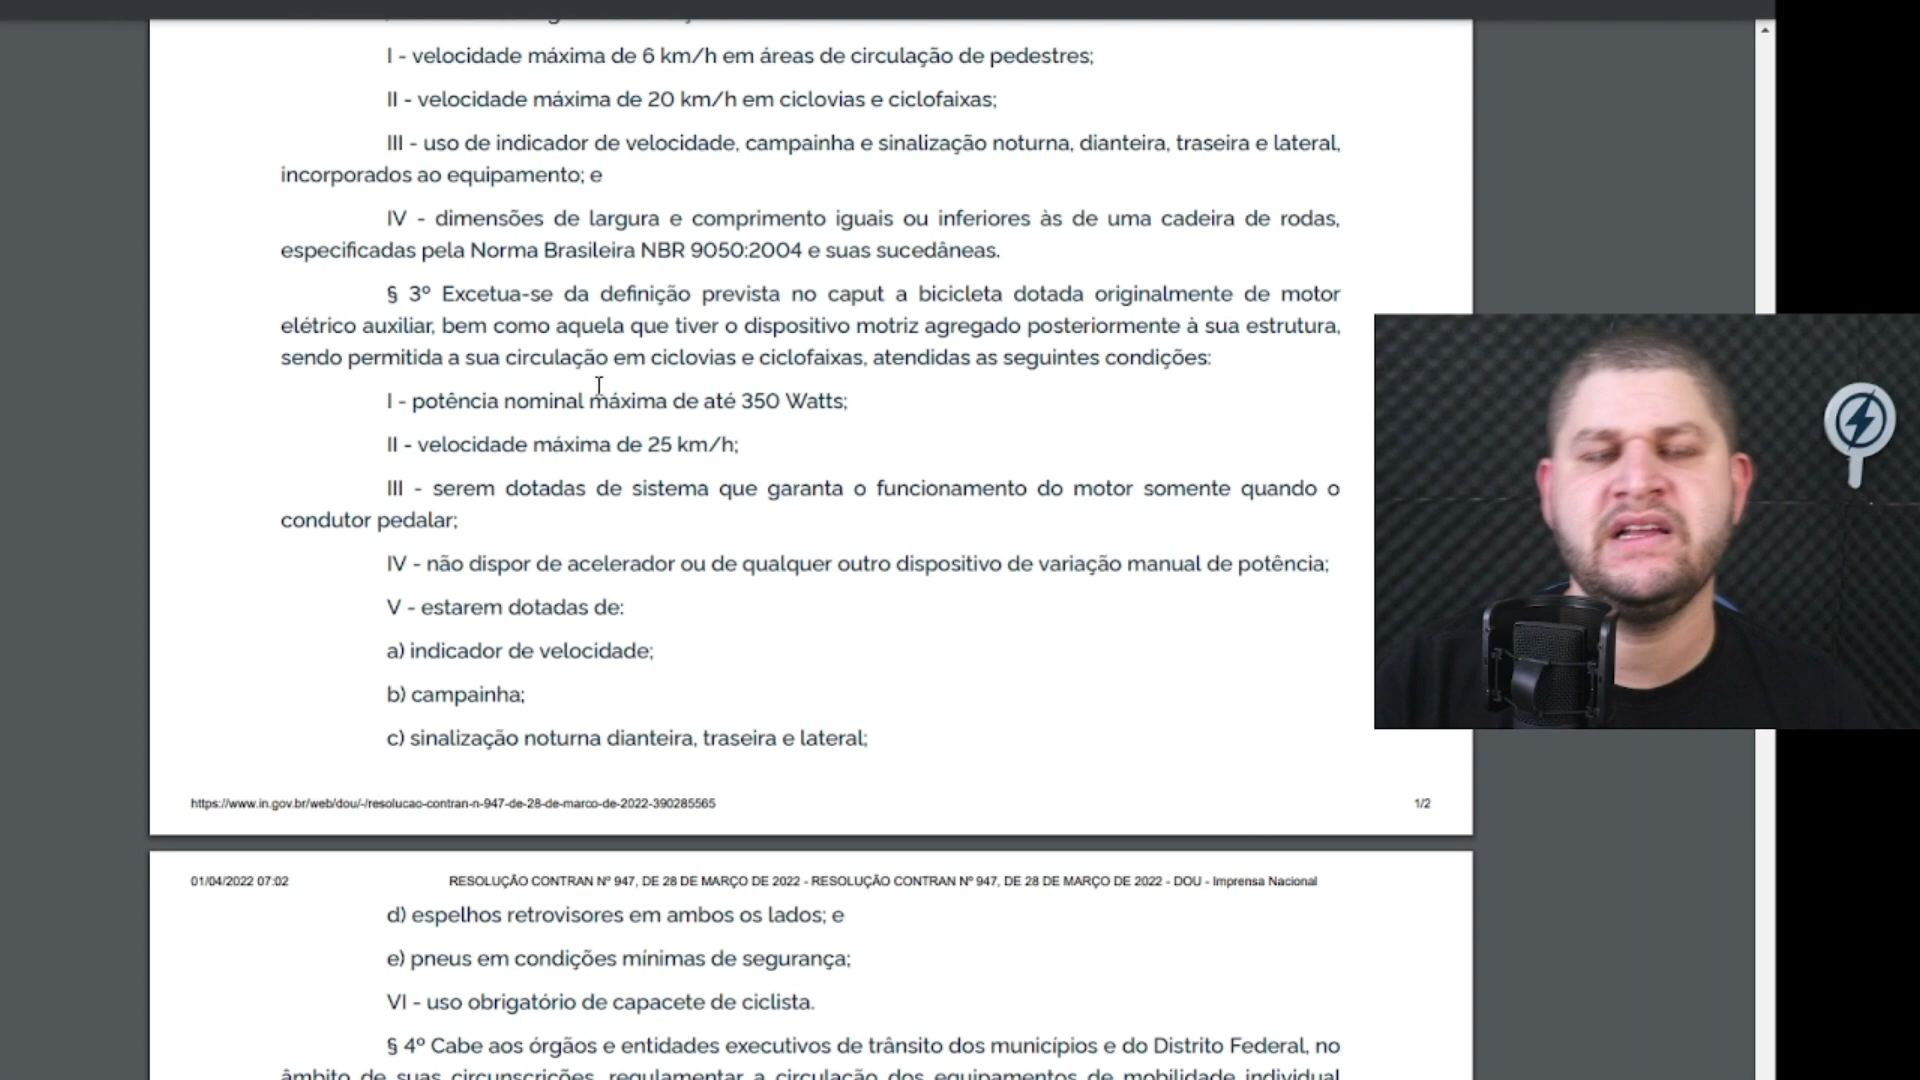 I - velocidade máxima de 6 km/h em áreas de circulação de pedestres;
II - velocidade máxima de 20 km/h em ciclovias e ciclofaixas;
III - uso de indicador de velocidade, campainha e sinalização noturna, dianteira, traseira e lateral,
incorporados ao equipamento; e
IV - dimensões de largura e comprimento iguais ou inferiores às de uma cadeira de rodas,
especificadas pela Norma Brasileira NBR 9050:2004 e suas sucedâneas.
§ 3º Excetua-se da definição prevista no caput a bicicleta dotada originalmente de motor
elétrico auxiliar, bem como aquela que tiver o dispositivo motriz agregado posteriormente à sua estrutura,
sendo permitida a sua circulação em ciclovias e ciclofaixas, atendidas as seguintes condições:
I - potência nominal máxima de até 350 Watts;
II - velocidade máxima de 25 km/h;
III - serem dotadas de sistema que garanta o funcionamento do motor somente quando o
condutor pedalar;
IV - não dispor de acelerador ou de qualquer outro dispositivo de variação manual de potência;
V - estarem dotadas de:
a) indicador de velocidade;
b) campainha;
c) sinalização noturna dianteira, traseira e lateral;
https://www.in.gov.br/web/dou/-/resolucao-contran-n-947-de-28-de-marco-de-2022-390285565 1/2
01/04/2022 07:02 RESOLUÇÃO CONTRAN Nº 947, DE 28 DE MARÇO DE 2022 - RESOLUÇÃO CONTRAN Nº 947, DE 28 DE MARÇO DE 2022 - DOU - Imprensa Nacional
d) espelhos retrovisores em ambos os lados; e
e) pneus em condições mínimas de segurança;
VI - uso obrigatório de capacete de ciclista.
§ 4º Cabe aos órgãos e entidades executivos de trânsito dos municípios e do Distrito Federal, no
âmbito de suas circunscrições, regulamentar a circulação dos equipamentos de mobilidade individual